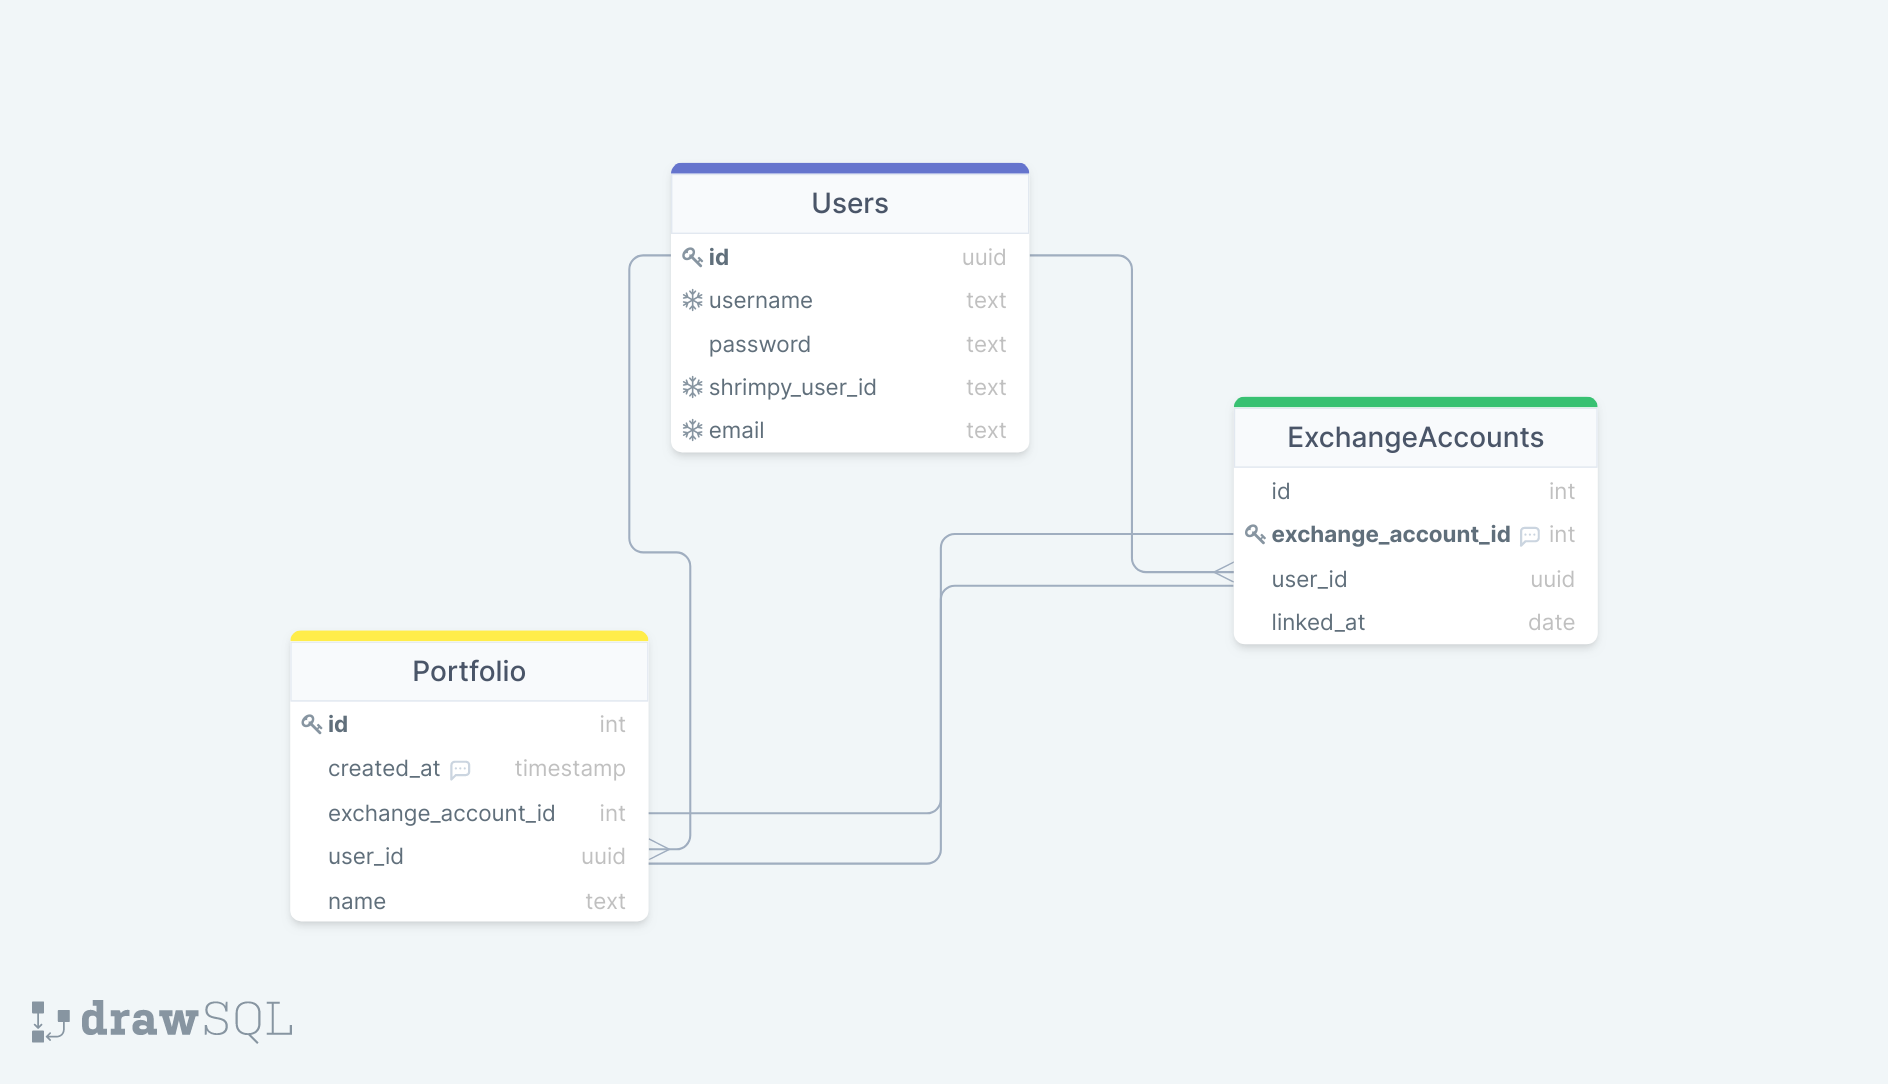 Users
id uuid
username text
password text
shrimpy_user_id text
email text
ExchangeAccounts
id int
exchange_account_id int
user_id uuid
linked_at date
Portfolio
id int
created_at timestamp
exchange_account_id int
user_id uuid
name text
drawSQL